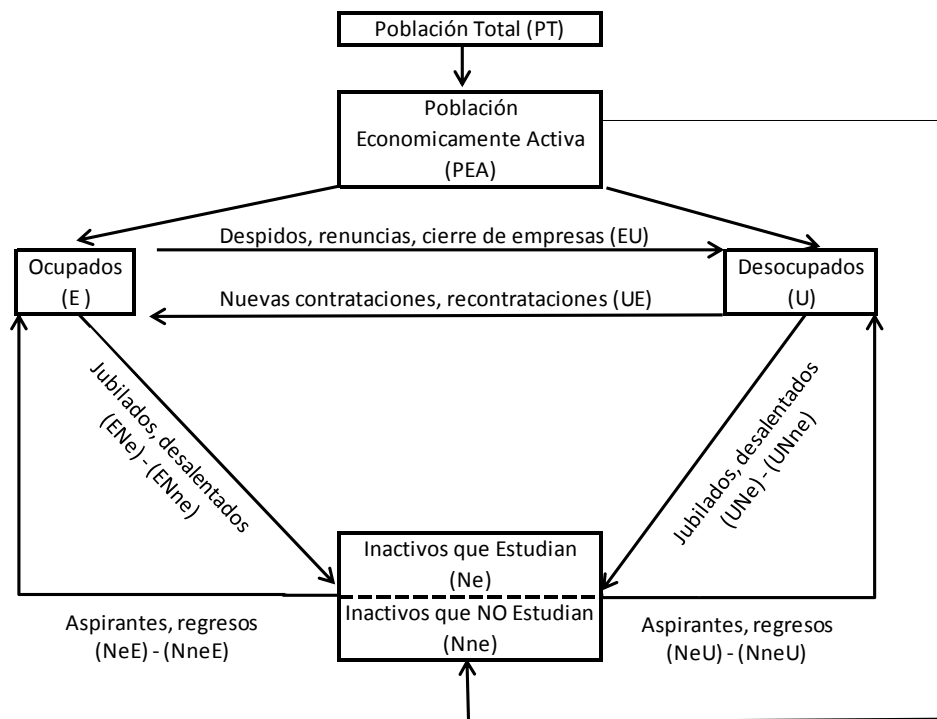 Población Total (PT)
Población
Economicamente Activa
(PEA)
Despidos, renuncias, cierre de empresas (EU)
Ocupados
(E )
Desocupados
(U)
Nuevas contrataciones, recontrataciones (UE)
Jubilados, desalentados
(ENe) - (ENne)
Jubilados, desalentados
(UNe) - (UNne)
Inactivos que Estudian
(Ne)
Inactivos que NO Estudian
(Nne)
Aspirantes, regresos
(NeE) - (NneE)
Aspirantes, regresos
(NeU) - (NneU)